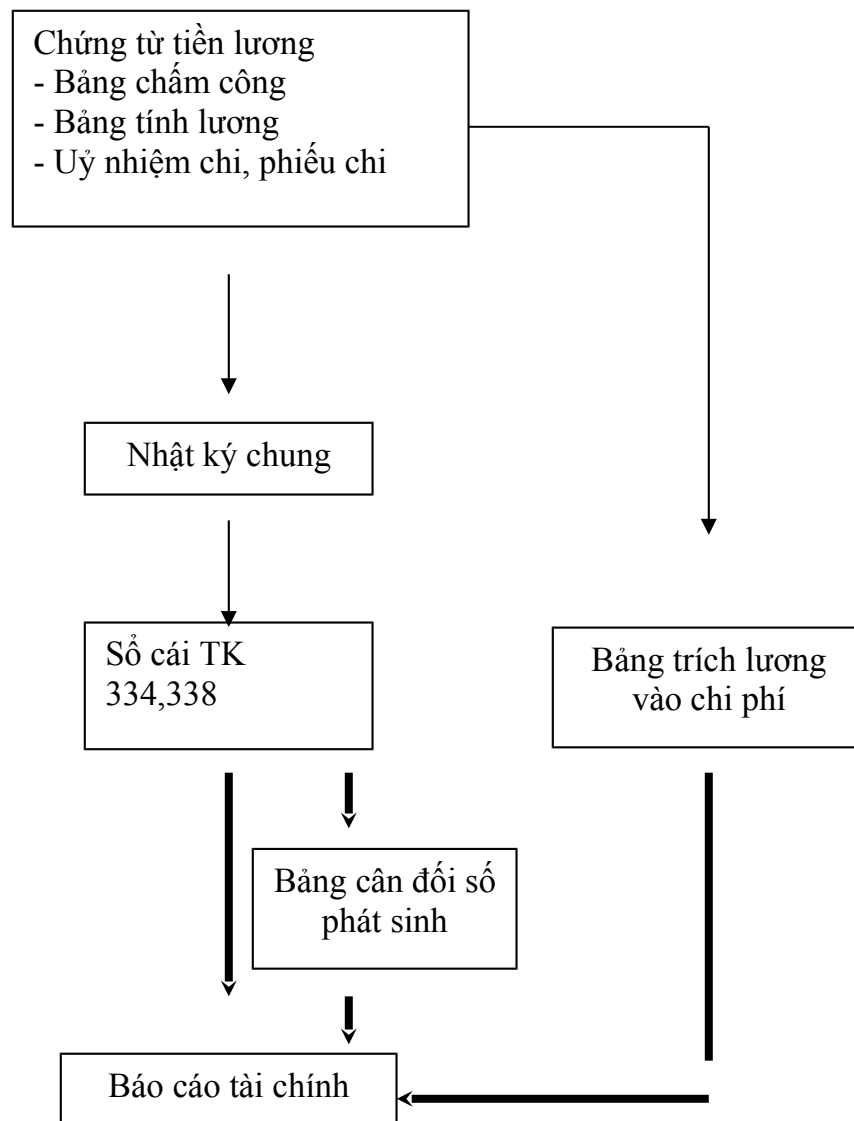 Chứng từ tiền lương
- Bảng chấm công
- Bảng tính lương
- Uỷ nhiệm chi, phiếu chi
Nhật ký chung
Sổ cái TK
334,338
Bảng trích lương
vào chi phí
Bảng cân đối số
phát sinh
Báo cáo tài chính